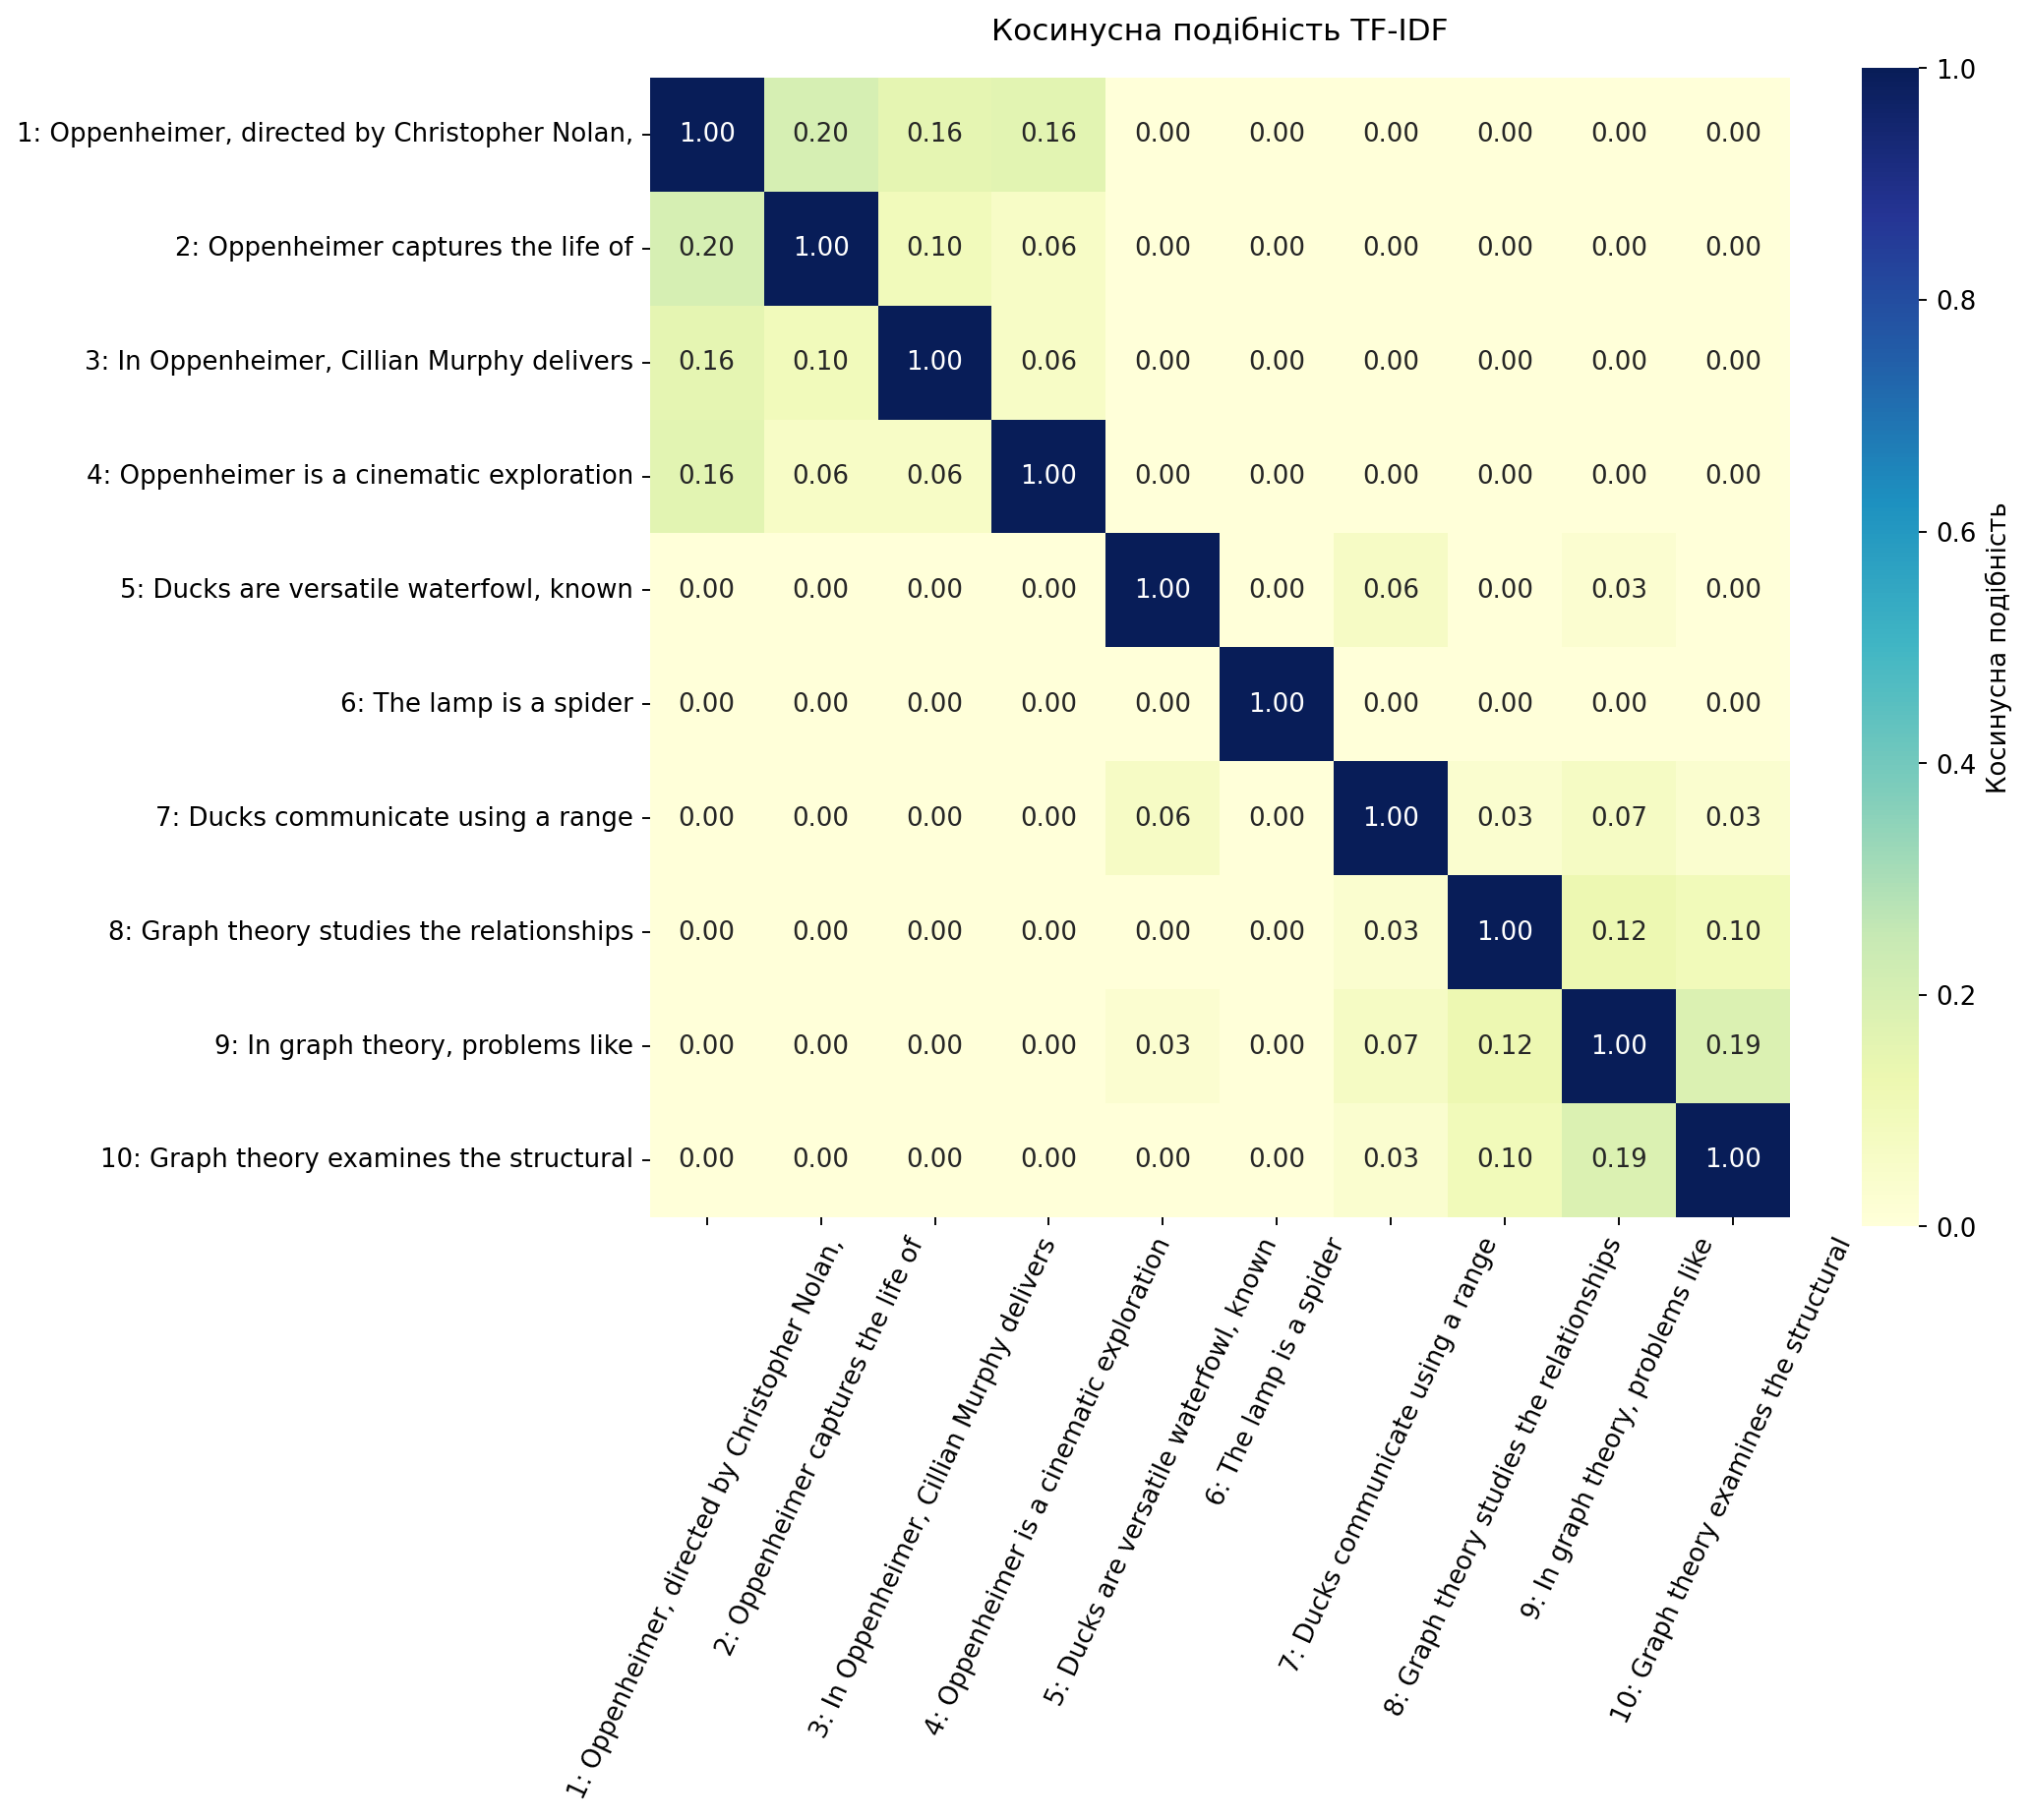 Косинусна подібність TF-IDF
1: Oppenheimer, directed by Christopher Nolan,
1.00 0.20 0.16 0.16 0.00 0.00 0.00 0.00 0.00 0.00
2: Oppenheimer captures the life of
0.20 1.00 0.10 0.06 0.00 0.00 0.00 0.00 0.00 0.00
3: In Oppenheimer, Cillian Murphy delivers
0.16 0.10 1.00 0.06 0.00 0.00 0.00 0.00 0.00 0.00
4: Oppenheimer is a cinematic exploration
0.16 0.06 0.06 1.00 0.00 0.00 0.00 0.00 0.00 0.00
5: Ducks are versatile waterfowl, known
0.00 0.00 0.00 0.00 1.00 0.00 0.06 0.00 0.03 0.00
6: The lamp is a spider
0.00 0.00 0.00 0.00 0.00 1.00 0.00 0.00 0.00 0.00
7: Ducks communicate using a range
0.00 0.00 0.00 0.00 0.06 0.00 1.00 0.03 0.07 0.03
8: Graph theory studies the relationships
0.00 0.00 0.00 0.00 0.00 0.00 0.03 1.00 0.12 0.10
9: In graph theory, problems like
0.00 0.00 0.00 0.00 0.03 0.00 0.07 0.12 1.00 0.19
10: Graph theory examines the structural
0.00 0.00 0.00 0.00 0.00 0.00 0.03 0.10 0.19 1.00
1: Oppenheimer, directed by Christopher Nolan,
2: Oppenheimer captures the life of
3: In Oppenheimer, Cillian Murphy delivers
4: Oppenheimer is a cinematic exploration
5: Ducks are versatile waterfowl, known
6: The lamp is a spider
7: Ducks communicate using a range
8: Graph theory studies the relationships
9: In graph theory, problems like
10: Graph theory examines the structural
1.0
0.8
0.6
0.4
0.2
0.0
Косинусна подібність